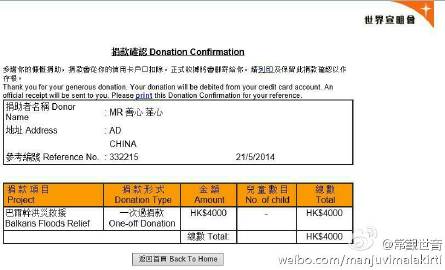 世界宣明會
捐款確認 Donation Confirmation
多謝你的慷慨捐助，捐款會從你的信用卡戶口扣除。正式收據將會郵寄給你。請列印及保留此捐款確認以作
存根。
Thank you for your generous donation. Your donation will be debited from your credit card account. An
official receipt will be sent to you. Please print this Donation Confirmation for your reference.
捐助者名稱 Donor
Name : MR 善心 蓮心
地址 Address : AD
CHINA
參考編號 Reference No. : 332215 21/5/2014
捐款項目 捐款形式 金額 兒童數目 總數
Project Donation Type Amount No. of child Total
巴爾幹洪災救援 一次過捐款 HK$4000 - HK$4000
Balkans Floods Relief One-off Donation
總數 Total: HK$4000
返回首頁 Back To Home
@常觀世音
weibo.com/manjuvimalakirti